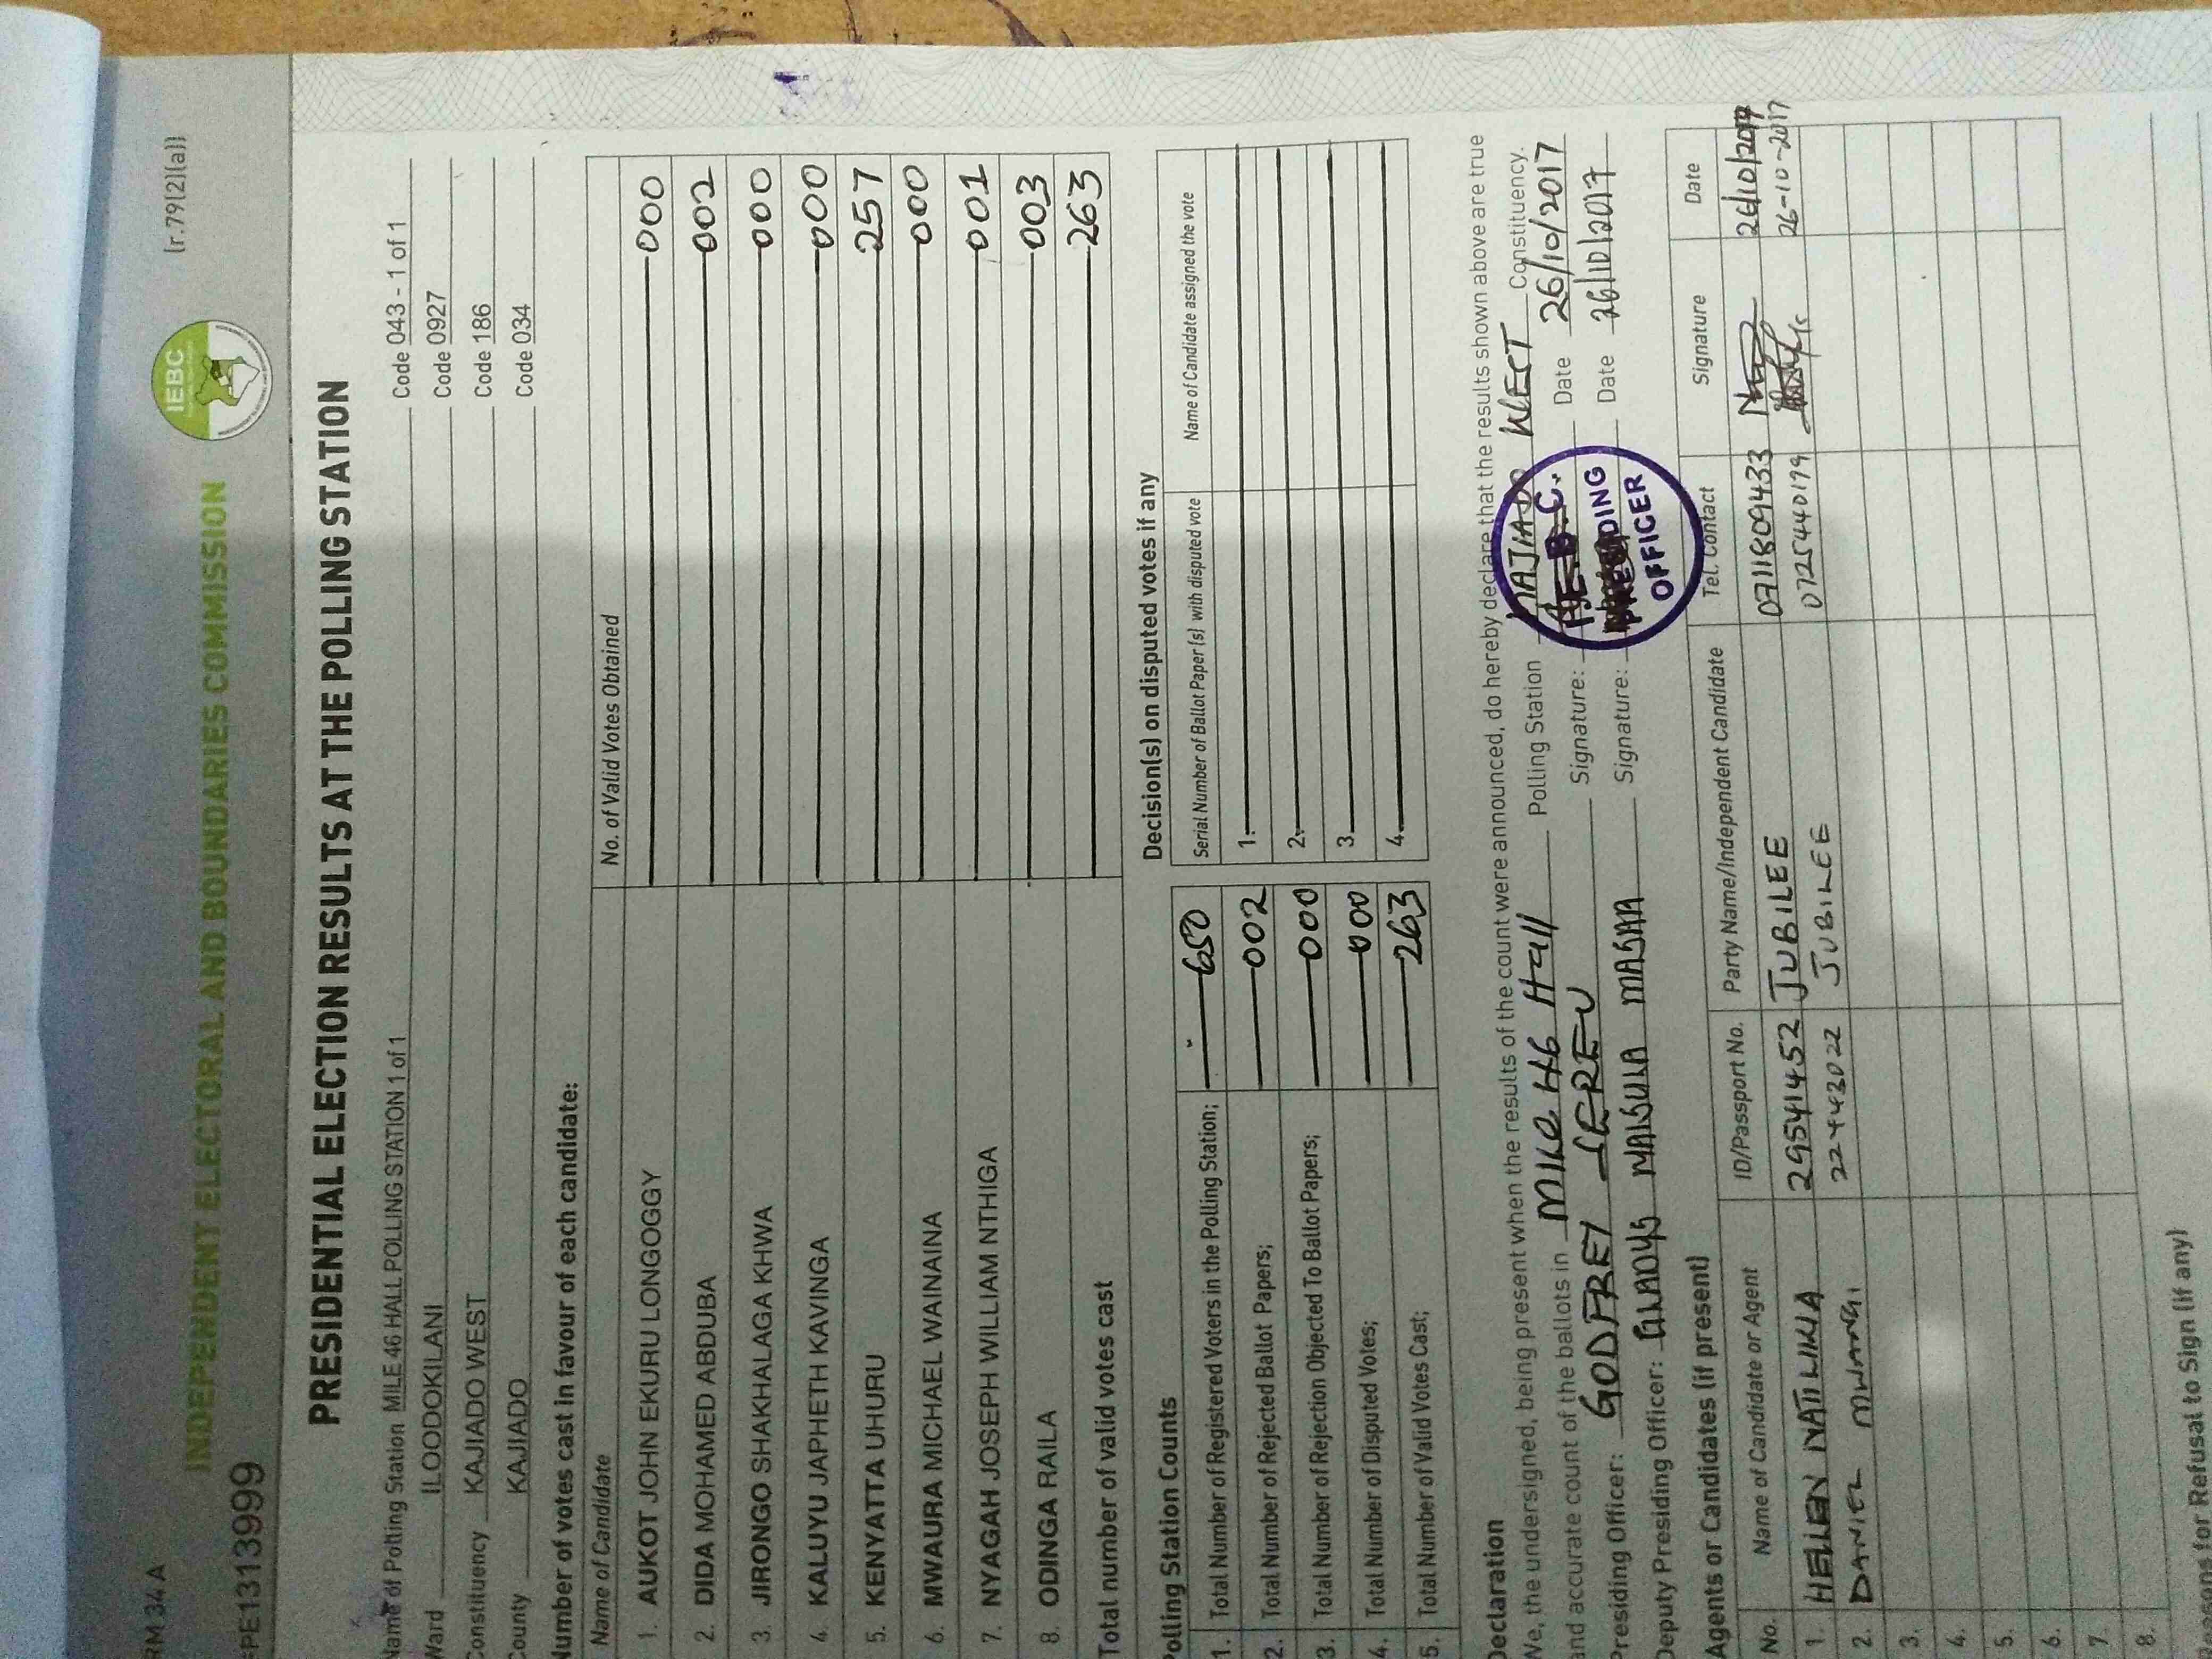 RM 34 A
(r.79(2)(a))
INDEPENDENT ELECTORAL AND BOUNDARIES COMMISSION
IEBC
PE1313999
PRESIDENTIAL ELECTION RESULTS AT THE POLLING STATION
Name of Polling Station MILE 46 HALL POLLING STATION 1 of 1 Code 043 - 1 of 1
Ward ILOODOKILANI Code 0927
Constituency KAJIADO WEST Code 186
County KAJIADO Code 034
Number of votes cast in favour of each candidate:
Name of Candidate No. of Valid Votes Obtained
1. AUKOT JOHN EKURU LONGOGGY 000
2. DIDA MOHAMED ABDUBA 002
3. JIRONGO SHAKHALAGA KHWA 000
4. KALUYU JAPHETH KAVINGA 000
5. KENYATTA UHURU 257
6. MWAURA MICHAEL WAINAINA 000
7. NYAGAH JOSEPH WILLIAM NTHIGA 001
8. ODINGA RAILA 003
Total number of valid votes cast 263
Polling Station Counts
1. Total Number of Registered Voters in the Polling Station; 650
2. Total Number of Rejected Ballot Papers; 002
3. Total Number of Rejection Objected To Ballot Papers; 000
4. Total Number of Disputed Votes; 000
5. Total Number of Valid Votes Cast; 263
Decision(s) on disputed votes if any
Serial Number of Ballot Paper (s) with disputed vote Name of Candidate assigned the vote
1.
2.
3.
4.
Declaration
We, the undersigned, being present when the results of the count were announced, do hereby declare that the results shown above are true
and accurate count of the ballots in MILE 46 Hall Polling Station KAJIADO WEST Constituency.
Presiding Officer: GODFREY SEREU Signature: Date 26/10/2017
Deputy Presiding Officer: GLADYS MAISUIA MASAA Signature: Date 26/10/2017
I.E.B.C.
PRESIDING
OFFICER
Agents or Candidates (if present)
No. Name of Candidate or Agent ID/Passport No. Party Name/Independent Candidate Tel. Contact Signature Date
1. HELLEN 29541452 JUBILEE 0711809433 26/10/2017
2. DANIEL MWANGI 22443022 JUBILEE 0725440199 26-10-2017
3.
4.
5.
6.
7.
8.
Reasons for Refusal to Sign (if any)